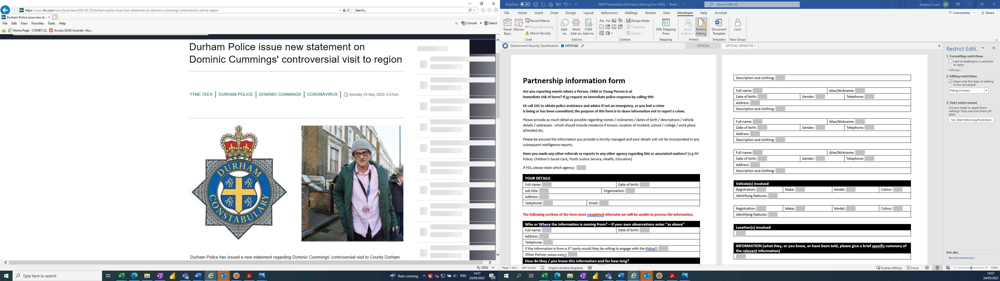 https://www.itv.com/news/tyne-tees/2020-05-25/durham-police-issue-new-statement-on-dominic-cummings-controversial-visit-to-region
Search...
Durham Police issue new st...
File Edit View Favorites Tools Help
Convert Select
Home Page - COMET (2) Access SAGE Journals Alu...
Durham Police issue new statement on
Dominic Cummings' controversial visit to region
TYNE TEES DURHAM POLICE DOMINIC CUMMINGS CORONAVIRUS Monday 25 May 2020, 6:57pm
DURHAM
CONSTABULARY
Durham Police has issued a new statement regarding Dominic Cummings' controversial visit to County Durham.
100%
Type here to search
Rain coming
ENG
14:57
24/05/2022
24
AutoSave Off
NEW Partnership Information Sharing form (003) - Read-...
Search (Alt+Q)
Andrew Crowe AC
File Home Insert Draw Design Layout References Mailings Review View Developer Help Acrobat
Comments Share
Visual Basic
Macros
Record Macro
Pause Recording
Macro Security
Code
Add-ins
Word Add-ins
COM Add-ins
Add-ins
Aa Aa
Design Mode
Properties
Group
Controls
XML Mapping Pane
Mapping
Block Authors
Restrict Editing
Protect
Document Template
Templates
Lock
New Group
Government Security Classification: OFFICIAL
OFFICIAL OFFICIAL-SENSITIVE
Partnership information form
Are you reporting events where a Person, Child or Young Person is at
immediate risk of harm? If so request an immediate police response by calling 999.
Or call 101 to obtain police assistance and advice if not an emergency, or you feel a crime
is being or has been committed; the purpose of this form is to share information not to report a crime.
Please provide as much detail as possible regarding names / nicknames / dates of birth / descriptions / vehicle
details / addresses - which should include residence if known, location of incident, school / college / work place
attended etc.
Please be assured the information you provide is strictly managed and your details will not be incorporated in any
subsequent intelligence reports.
Have you made any other referrals or reports to any other agency regarding this or associated matters? (e.g NY
Police; Children's Social Care, Youth Justice Service, Health, Education)
If YES, please state which agency:
YOUR DETAILS
Full name: Date of birth:
Job title: Organisation:
Address:
Telephone: Email:
The following sections of the form must completed otherwise we will be unable to process the information.
Who or Where the information is coming from? – if your own observations enter "as above"
Full name: Date of birth:
Address:
Telephone:
If the information is from a 3rd party would they be willing to engage with the Police?:
Other Partner (please state)?:
How do they / you know this information and for how long?
Description and clothing:
Full name: Alias/Nickname:
Date of birth: Gender: Telephone:
Address:
Description and clothing:
Full name: Alias/Nickname:
Date of birth: Gender: Telephone:
Address:
Description and clothing:
Full name: Alias/Nickname:
Date of birth: Gender: Telephone:
Address:
Description and clothing:
Vehicle(s) involved
Registration: Make: Model: Colour:
Identifying features:
Registration: Make: Model: Colour:
Identifying features:
Location(s) involved
INFORMATION (what they, or you know, or have been told, please give a brief specific summary of
the relevant information)
Restrict Editi..
1. Formatting restrictions
Limit formatting to a selection
of styles
Settings...
2. Editing restrictions
Allow only this type of editing
in the document:
Filling in forms
3. Start enforcement
Are you ready to apply these
settings? (You can turn them off
later)
Yes, Start Enforcing Protection
See also
Restrict permission...
Page 1 of 2 440 words English (United Kingdom)
Display Settings Focus 100%
14:57
24/05/2022